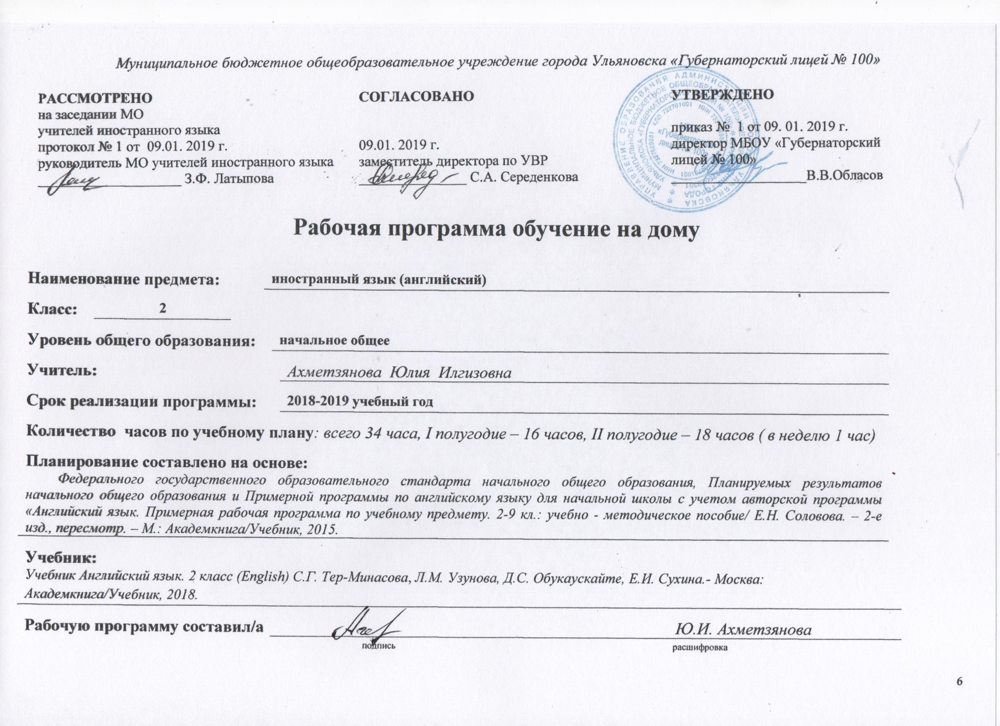 Муниципальное бюджетное общеобразовательное учреждение города Ульяновска «Губернаторский лицей № 100»
РАССМОТРЕНО
на заседании МО
учителей иностранного языка
протокол № 1 от 09.01. 2019 г.
руководитель МО учителей иностранного языка
З.Ф. Латыпова
СОГЛАСОВАНО
09.01. 2019 г.
заместитель директора по УВР
С.А. Середенкова
УТВЕРЖДЕНО
приказ № 1 от 09. 01. 2019 г.
директор МБОУ «Губернаторский
лицей № 100»
В.В.Обласов
Рабочая программа обучение на дому
Наименование предмета: иностранный язык (английский)
Класс: 2
Уровень общего образования: начальное общее
Учитель: Ахметзянова Юлия Илгизовна
Срок реализации программы: 2018-2019 учебный год
Количество часов по учебному плану: всего 34 часа, I полугодие – 16 часов, II полугодие – 18 часов ( в неделю 1 час)
Планирование составлено на основе:
Федерального государственного образовательного стандарта начального общего образования, Планируемых результатов
начального общего образования и Примерной программы по английскому языку для начальной школы с учетом авторской программы
«Английский язык. Примерная рабочая программа по учебному предмету. 2-9 кл.: учебно - методическое пособие/ Е.Н. Соловова. – 2-е
изд., пересмотр. – М.: Академкнига/Учебник, 2015.
Учебник:
Учебник Английский язык. 2 класс (English) С.Г. Тер-Минасова, Л.М. Узунова, Д.С. Обукаускайте, Е.И. Сухина.- Москва:
Академкнига/Учебник, 2018.
Рабочую программу составил/а Ю.И. Ахметзянова
подпись расшифровка
6